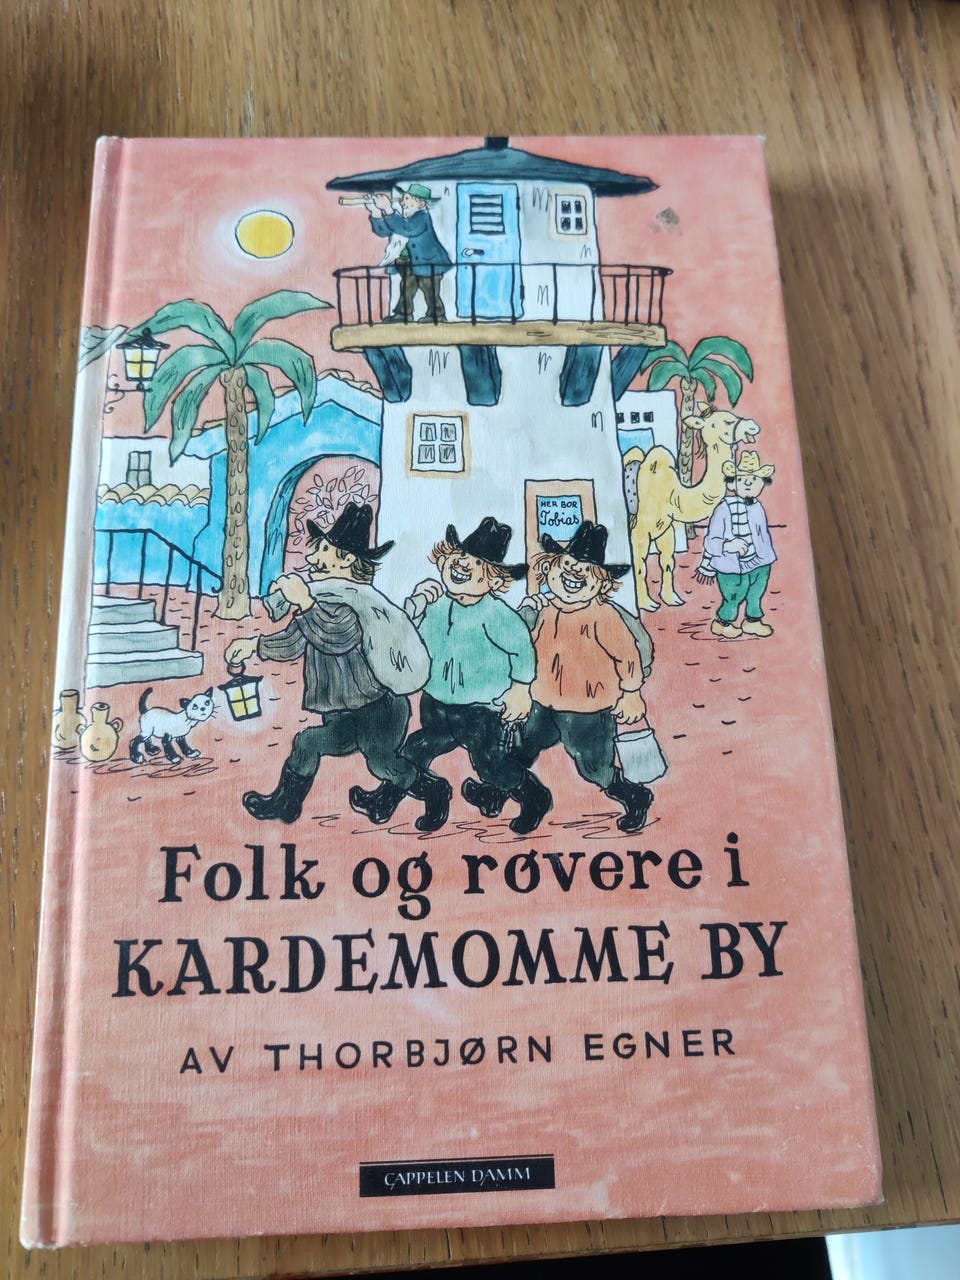 HER BOR
Tobias
Folk og røvere i
KARDEMOMME BY
AV THORBJØRN EGNER
CAPPELEN DAMM